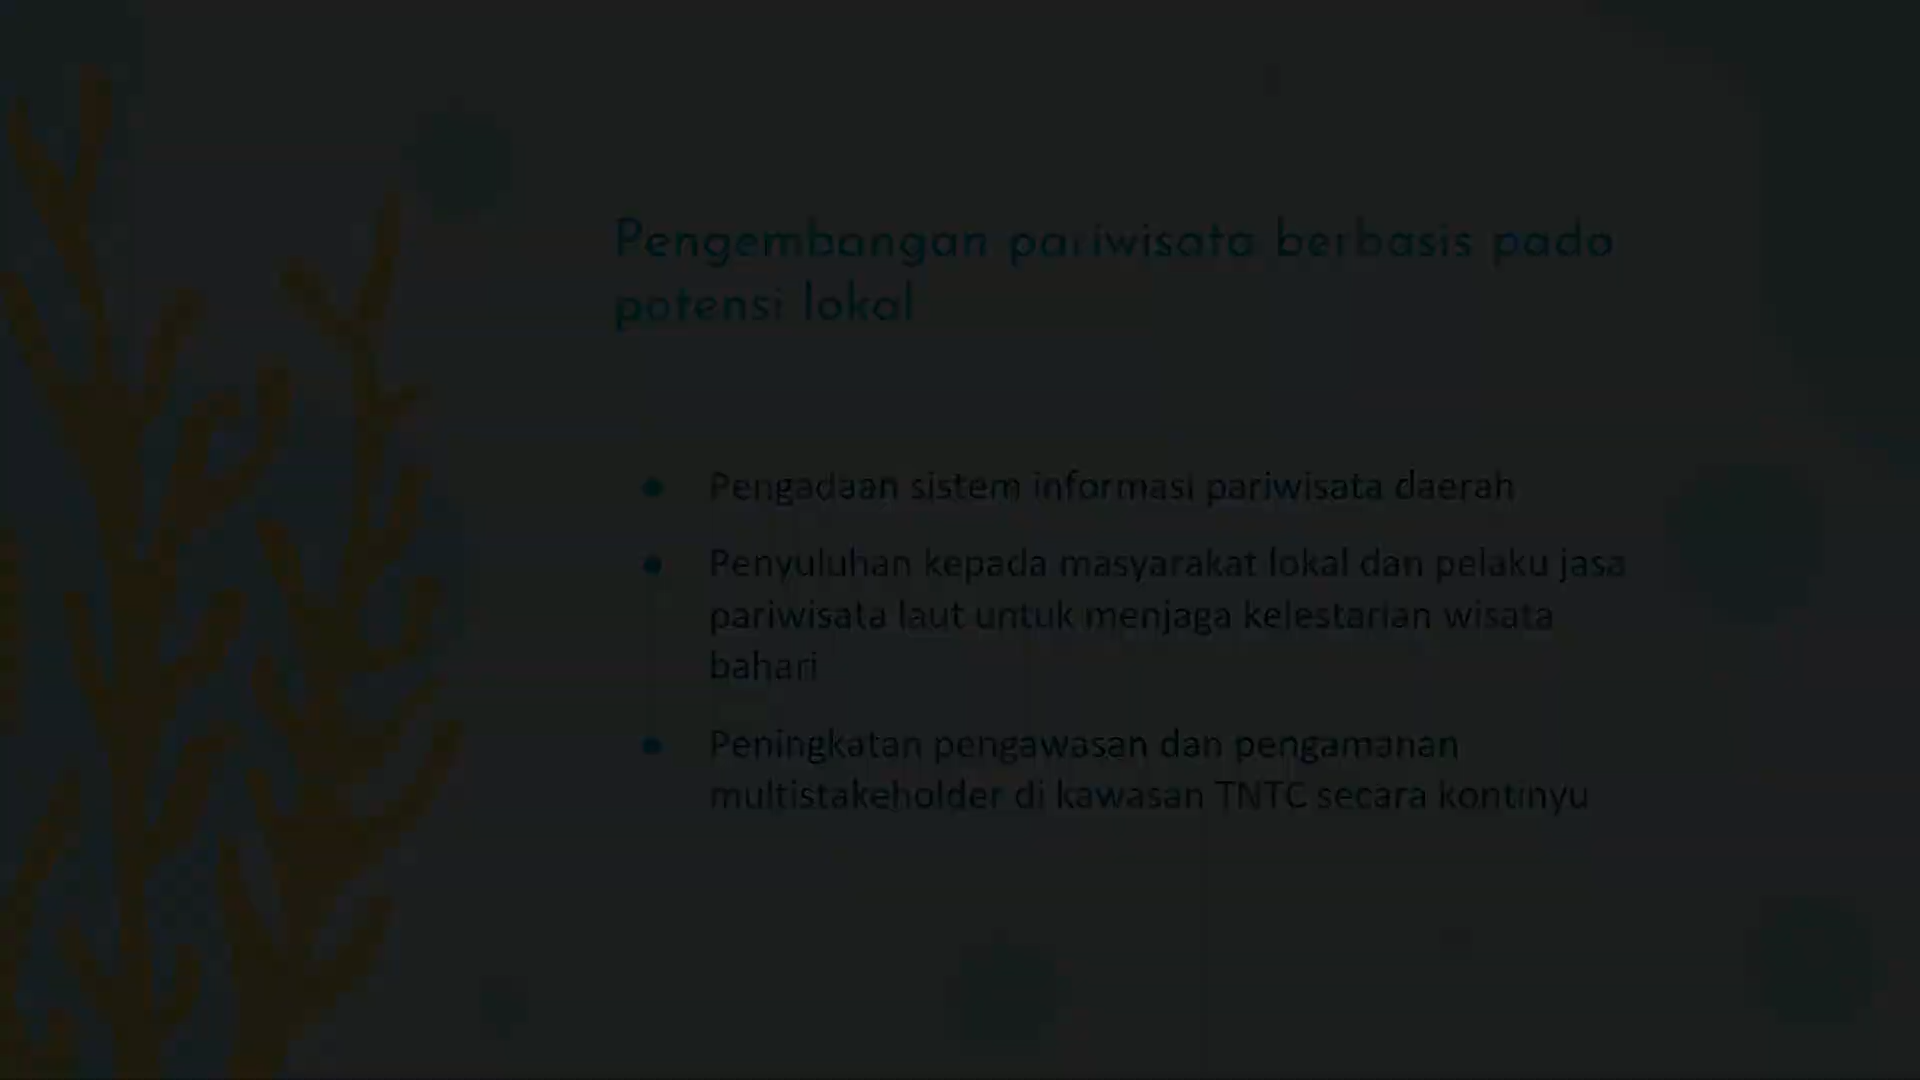 Pengembangan pariwisata berbasis pada
potensi lokal
Pengadaan sistem informasi pariwisata daerah
Penyuluhan kepada masyarakat lokal dan pelaku jasa
pariwisata laut untuk menjaga kelestarian wisata
bahari
Peningkatan pengawasan dan pengamanan
multistakeholder di kawasan TNTC secara kontinyu